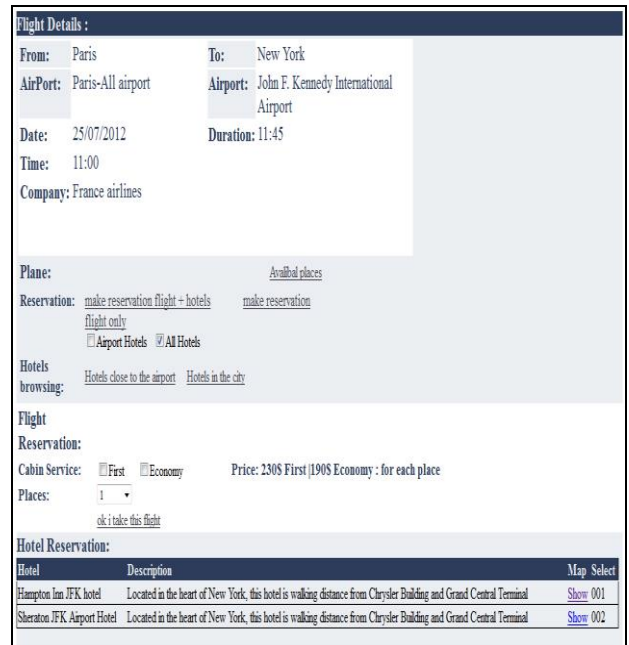 Flight Details :
From: Paris To: New York
AirPort: Paris-All airport Airport: John F. Kennedy International
Airport
Date: 25/07/2012 Duration: 11:45
Time: 11:00
Company: France airlines
Plane: Avalibal places
Reservation: make reservation flight + hotels make reservation
flight only
Airport Hotels All Hotels
Hotels
browsing: Hotels close to the airport Hotels in the city
Flight
Reservation:
Cabin Service: First Economy Price: 230$ First |190$ Economy : for each place
Places: 1
ok i take this flight
Hotel Reservation:
Hotel Description Map Select
Hampton Inn JFK hotel Located in the heart of New York, this hotel is walking distance from Chrysler Building and Grand Central Terminal Show 001
Sheraton JFK Airport Hotel Located in the heart of New York, this hotel is walking distance from Chrysler Building and Grand Central Terminal Show 002